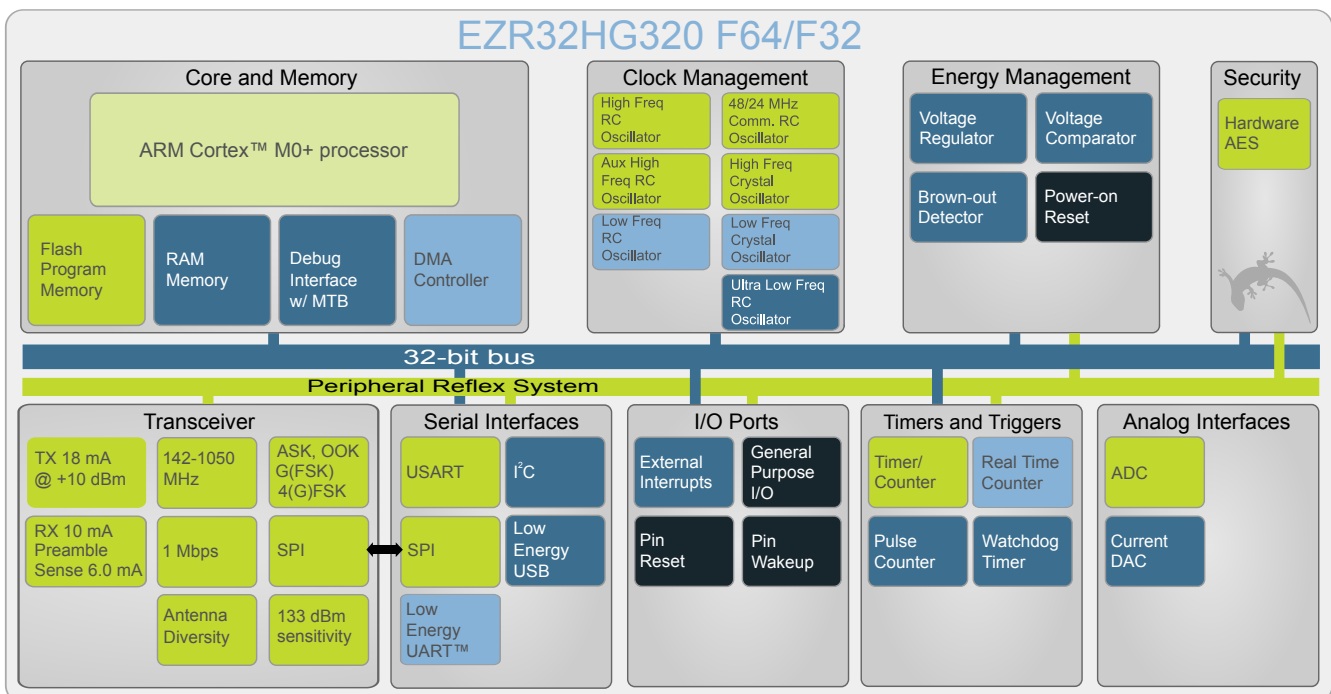 EZR32HG320 F64/F32
Core and Memory
ARM Cortex™ M0+ processor
Flash
Program
Memory
RAM
Memory
Debug
Interface
w/ MTB
DMA
Controller
Clock Management
High Freq
RC
Oscillator
48/24 MHz
Comm. RC
Oscillator
Aux High
Freq RC
Oscillator
High Freq
Crystal
Oscillator
Low Freq
RC
Oscillator
Low Freq
Crystal
Oscillator
Ultra Low Freq
RC
Oscillator
Energy Management
Voltage
Regulator
Voltage
Comparator
Brown-out
Detector
Power-on
Reset
Security
Hardware
AES
32-bit bus
Peripheral Reflex System
Transceiver
TX 18 mA
@ +10 dBm
142-1050
MHz
ASK, OOK
G(FSK)
4(G)FSK
RX 10 mA
Preamble
Sense 6.0 mA
1 Mbps
SPI
Antenna
Diversity
133 dBm
sensitivity
Serial Interfaces
USART
I²C
SPI
Low
Energy
USB
Low
Energy
UART™
I/O Ports
External
Interrupts
General
Purpose
I/O
Pin
Reset
Pin
Wakeup
Timers and Triggers
Timer/
Counter
Real Time
Counter
Pulse
Counter
Watchdog
Timer
Analog Interfaces
ADC
Current
DAC